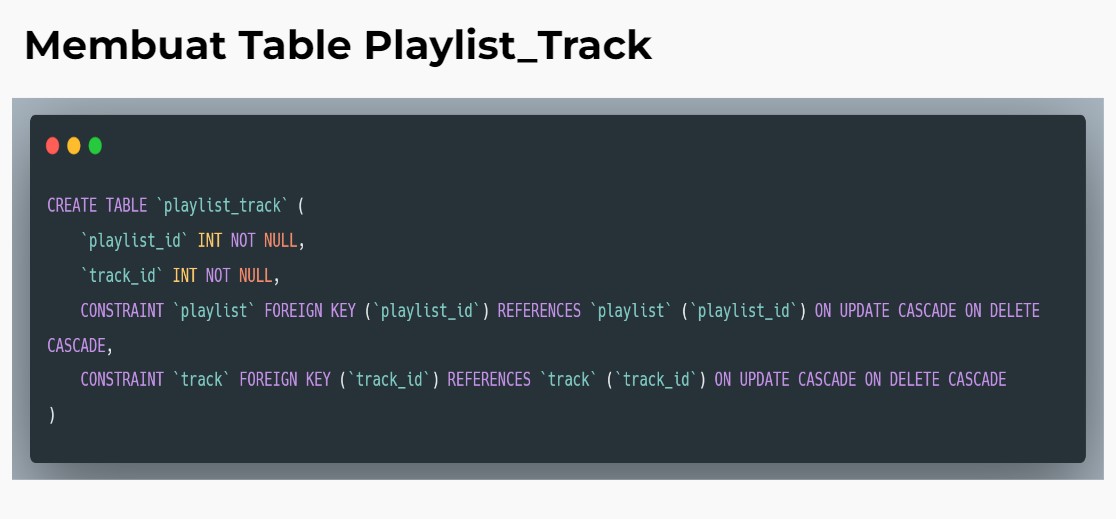 Membuat Table Playlist_Track
CREATE TABLE `playlist_track` (
    `playlist_id` INT NOT NULL,
    `track_id` INT NOT NULL,
    CONSTRAINT `playlist` FOREIGN KEY (`playlist_id`) REFERENCES `playlist` (`playlist_id`) ON UPDATE CASCADE ON DELETE
CASCADE,
    CONSTRAINT `track` FOREIGN KEY (`track_id`) REFERENCES `track` (`track_id`) ON UPDATE CASCADE ON DELETE CASCADE
)